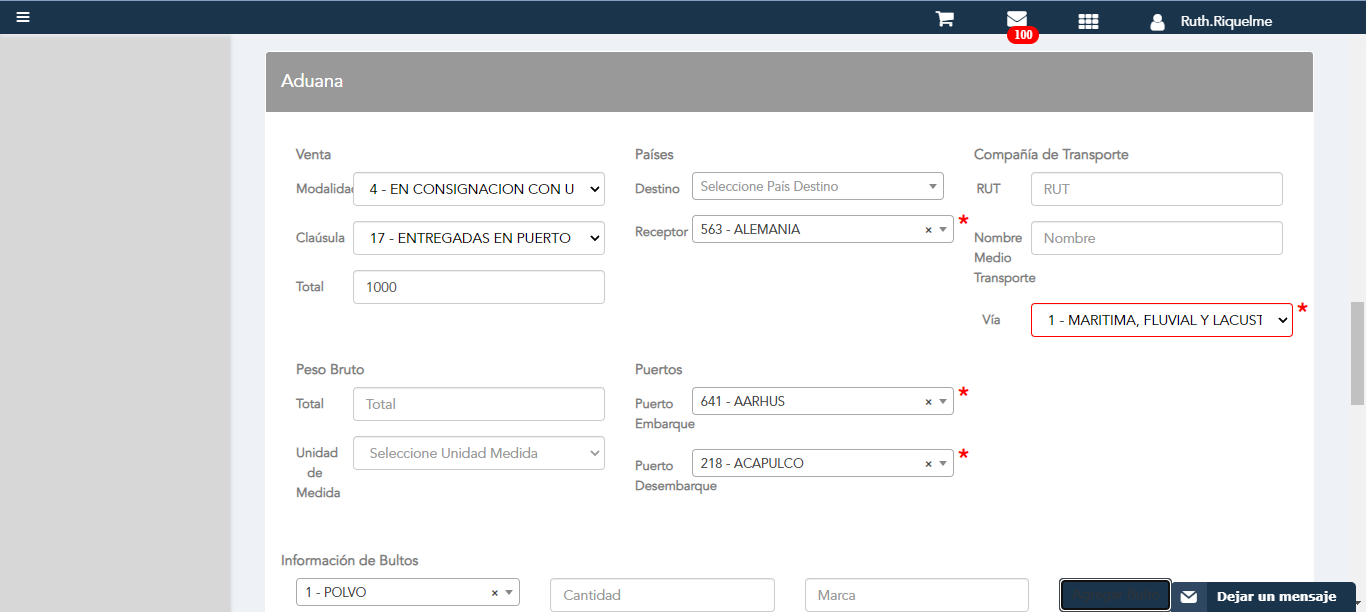 100
Ruth.Riquelme
Aduana
Venta
Modalidad
4 - EN CONSIGNACION CON U
Claúsula
17 - ENTREGADAS EN PUERTO
Total
1000
Países
Destino
Seleccione País Destino
Receptor
563 - ALEMANIA
× *
Compañía de Transporte
RUT
RUT
Nombre
Medio
Transporte
Nombre
Vía
1 - MARITIMA, FLUVIAL Y LACUST
*
Peso Bruto
Total
Total
Unidad
de
Medida
Seleccione Unidad Medida
Puertos
Puerto
Embarque
641 - AARHUS
× *
Puerto
Desembarque
218 - ACAPULCO
× *
Información de Bultos
1 - POLVO
×
Cantidad
Marca
Dejar un mensaje